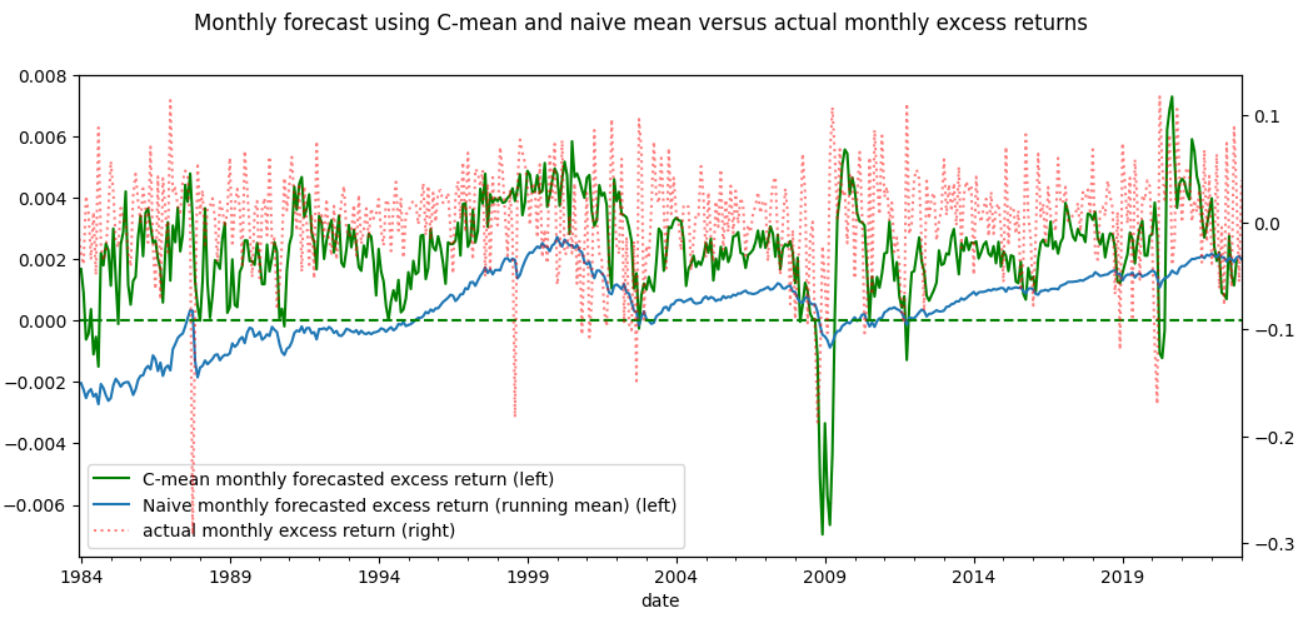 Monthly forecast using C-mean and naive mean versus actual monthly excess returns
0.008
0.006
0.004
0.002
0.000
−0.002
−0.004
−0.006
0.1
0.0
−0.1
−0.2
−0.3
C-mean monthly forecasted excess return (left)
Naive monthly forecasted excess return (running mean) (left)
actual monthly excess return (right)
1984 1989 1994 1999 2004 2009 2014 2019
date